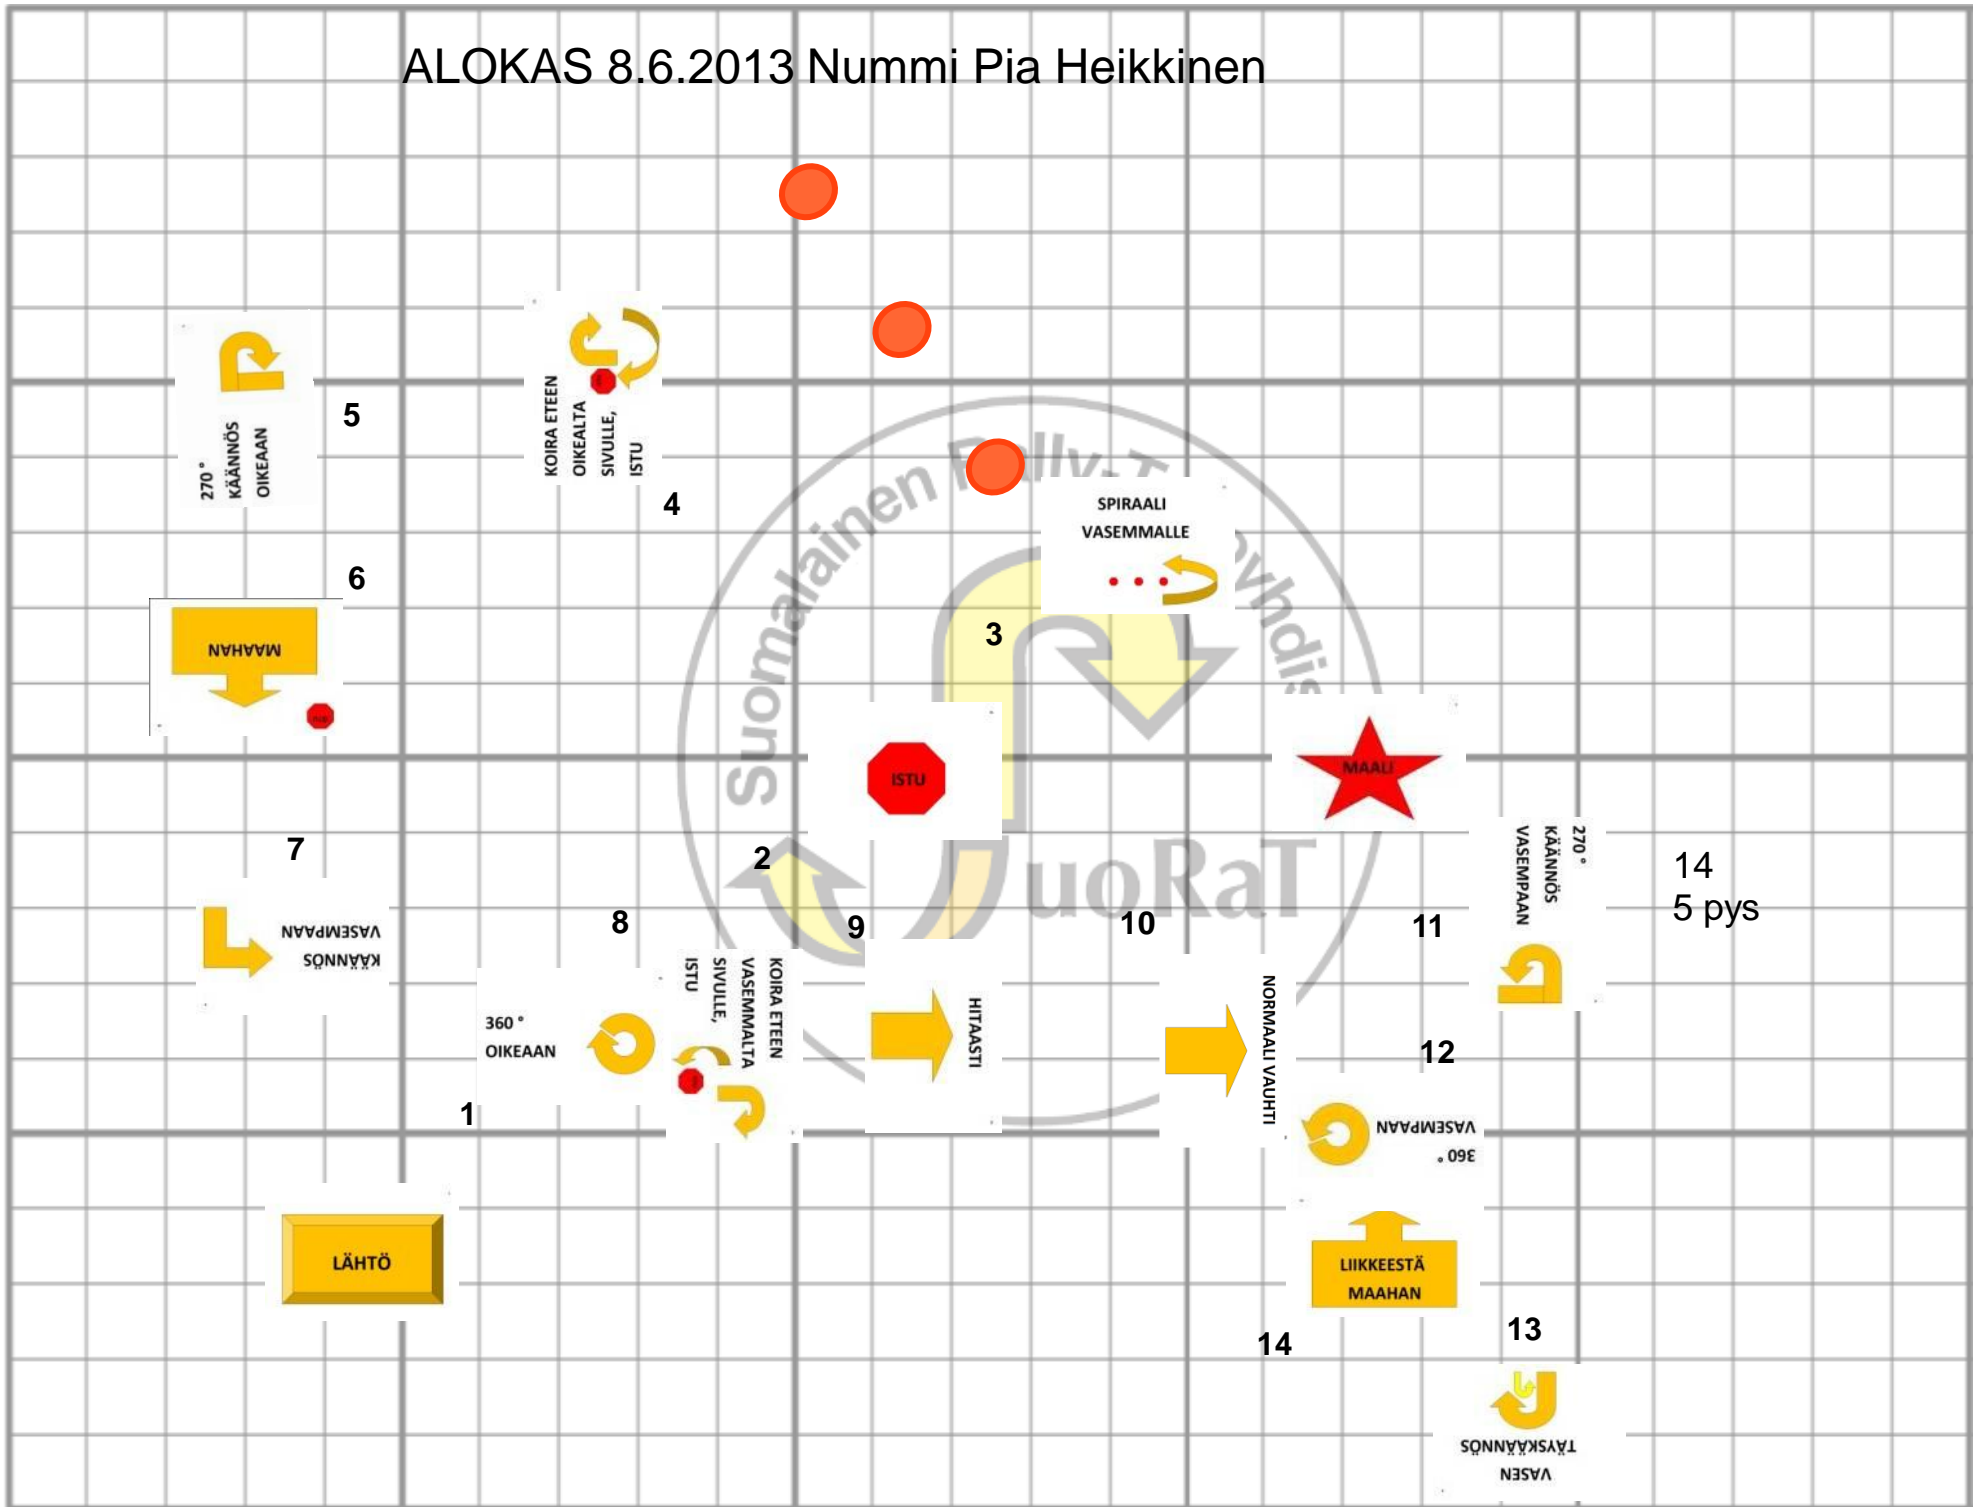 ALOKAS 8.6.2013 Nummi Pia Heikkinen
270°
KÄÄNNÖS
OIKEAAN
5
KOIRA ETEEN
OIKEALTA
SIVULLE,
ISTU
4
SPIRAALI
VASEMMALLE
3
6
MAAHAN
Suomalainen
ISTU
2
MAALI
270°
KÄÄNNÖS
VASEMPAAN
14
5 pys
7
KÄÄNNÖS
VASEMPAAN
8
360°
OIKEAAN
1
KOIRA ETEEN
VASEMMALTA
SIVULLE,
ISTU
9
HITAASTI
uoRaT
10
NORMAALI VAUHTI
11
12
360°
VASEMPAAN
LÄHTÖ
LIIKKEESTÄ
MAAHAN
14
13
VASEN
TÄYSKÄÄNNÖS